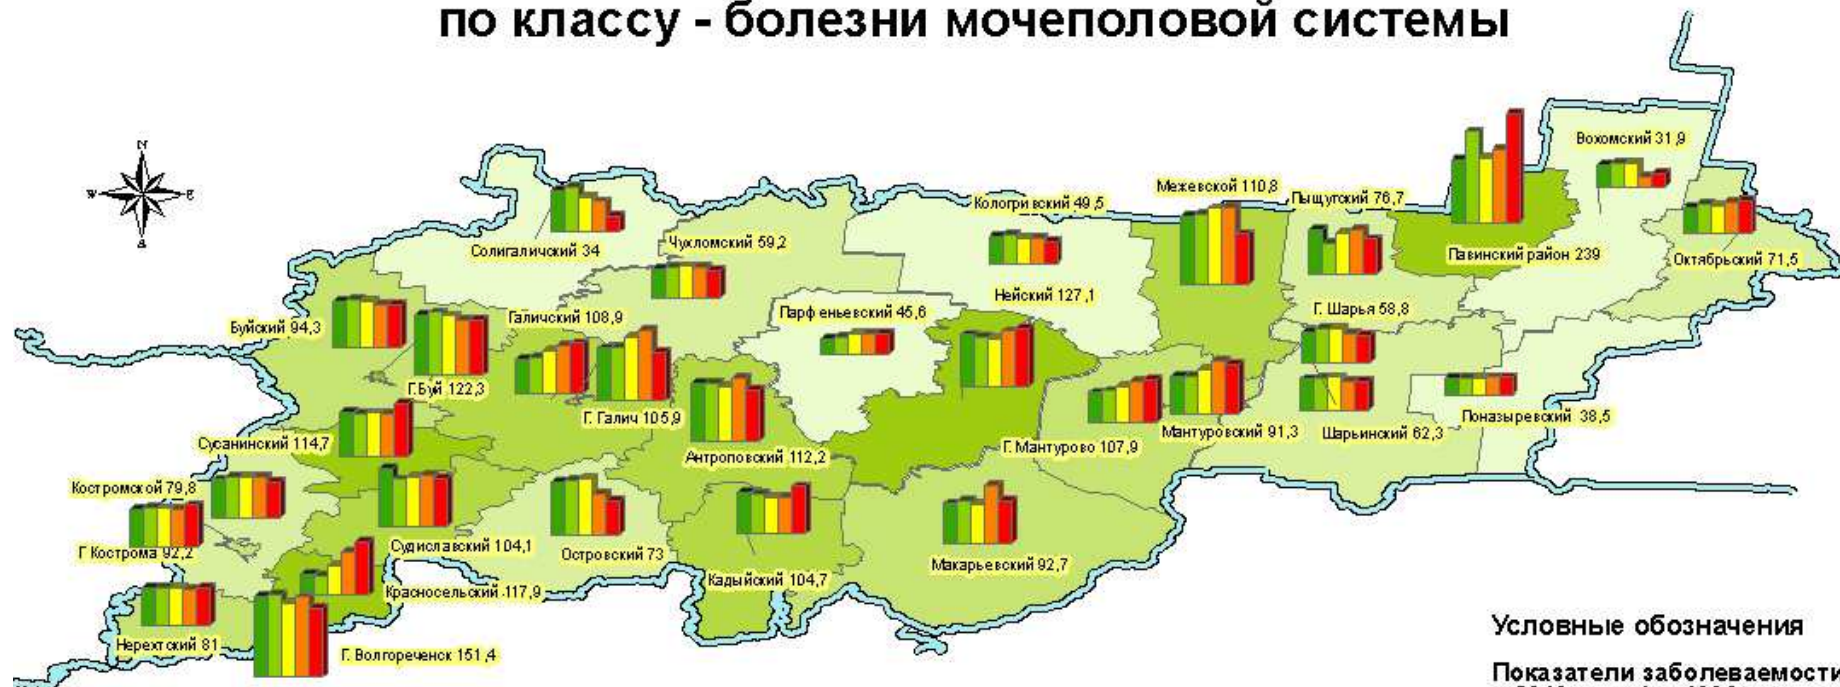 по классу - болезни мочеполовой системы
N
W
E
S
Вохомский 31,9
Межевской 110,8
Пыщугский 76,7
Кологривский 49,5
Солигаличский 34
Чухломский 59,2
Павинский район 239
Октябрьский 71,5
Нейский 127,1
Г. Шарья 58,8
Парфеньевский 45,6
Галичский 108,9
Буйский 94,3
Г.Буй 122,3
Г. Галич 105,9
Поназыревский 38,5
Мантуровский 91,3
Шарьинский 62,3
Сусанинский 114,7
Г. Мантурово 107,9
Антроповский 112,2
Костромской 79,8
Судиславский 104,1
Г Кострома 92,2
Островский 73
Макарьевский 92,7
Кадыйский 104,7
Красносельский 117,9
Нерехтский 81
Г. Волгореченск 151,4
Условные обозначения
Показатели заболеваемости